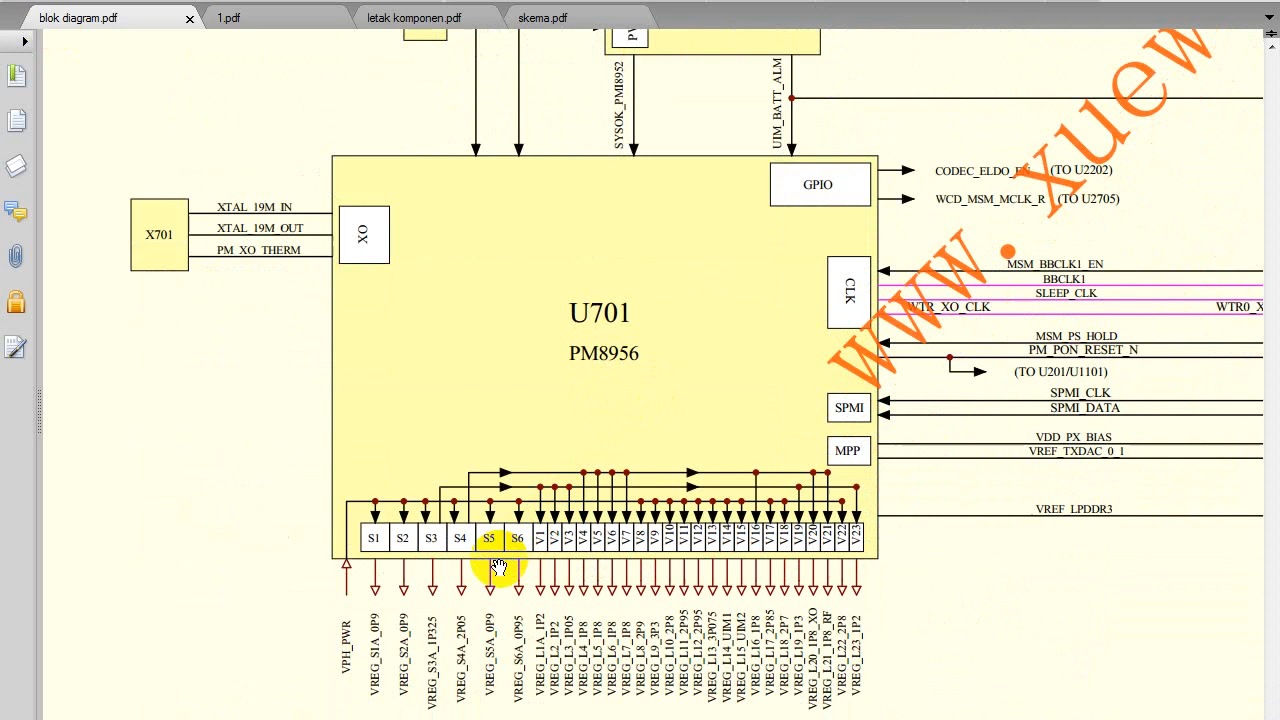 blok diagram.pdf
1.pdf
letak komponen.pdf
skema.pdf
SYSOK_PMI8952
UIM_BATT_ALM
GPIO
CODEC_ELDO_EN (TO U2202)
WCD_MSM_MCLK_R (TO U2705)
X701
XTAL_19M_IN
XTAL_19M_OUT
PM_XO_THERM
XO
CLK
U701
PM8956
MSM_BBCLK1_EN
BBCLK1
SLEEP_CLK
WTR_XO_CLK
WTR0_X
MSM_PS_HOLD
PM_PON_RESET_N
(TO U201/U1101)
SPMI
SPMI_CLK
SPMI_DATA
MPP
VDD_PX_BIAS
VREF_TXDAC_0_1
VREF_LPDDR3
S1 S2 S3 S4 S5 S6 V1 V2 V3 V4 V5 V6 V7 V8 V9 V10 V11 V12 V13 V14 V15 V16 V17 V18 V19 V20 V21 V22 V23
VPH_PWR
VREG_S1A_0P9
VREG_S2A_0P9
VREG_S3A_1P325
VREG_S4A_2P05
VREG_S5A_0P9
VREG_S6A_0P95
VREG_L1A_1P2
VREG_L2_1P2
VREG_L3_1P05
VREG_L4_1P8
VREG_L5_1P8
VREG_L6_1P8
VREG_L7_1P8
VREG_L8_2P9
VREG_L9_3P3
VREG_L10_2P8
VREG_L11_2P95
VREG_L12_2P95
VREG_L13_3P075
VREG_L14_UIM1
VREG_L15_UIM2
VREG_L16_1P8
VREG_L17_2P85
VREG_L18_2P7
VREG_L19_1P3
VREG_L20_1P8_XO
VREG_L21_1P8_RF
VREG_L22_2P8
VREG_L23_1P2
www.xuew